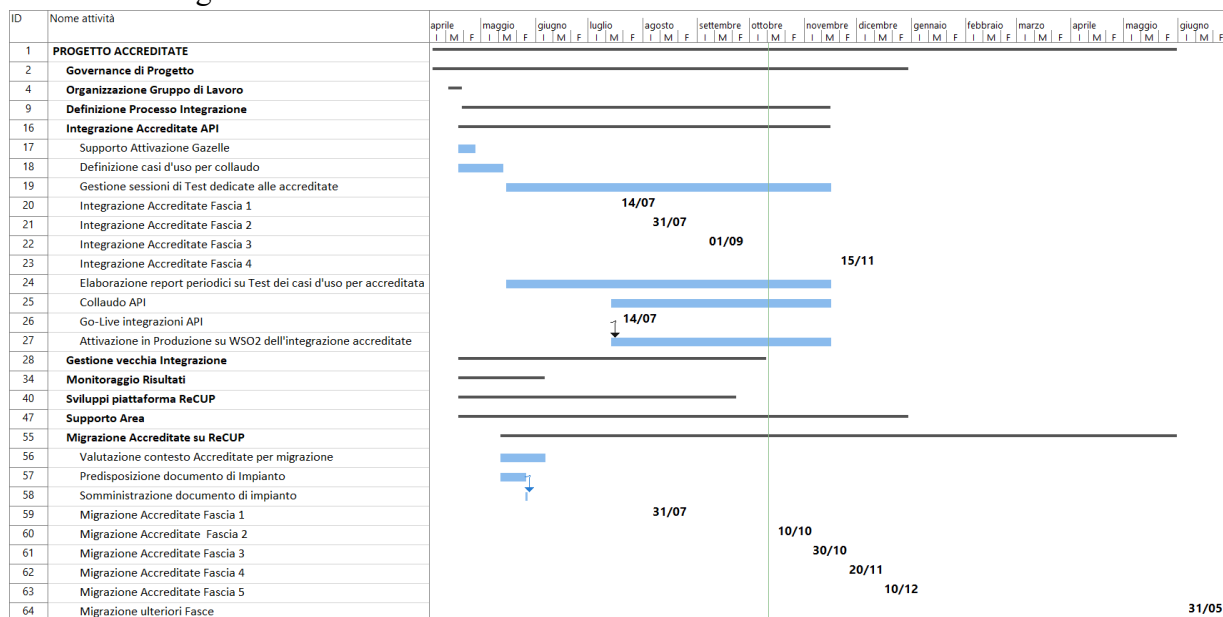 ID Nome attività
aprile maggio giugno luglio agosto settembre ottobre novembre dicembre gennaio febbraio marzo aprile maggio giugno
I M F I M F I M F I M F I M F I M F I M F I M F I M F I M F I M F I M F I M F I M F I M F
1 PROGETTO ACCREDITATE
2 Governance di Progetto
4 Organizzazione Gruppo di Lavoro
9 Definizione Processo Integrazione
16 Integrazione Accreditate API
17 Supporto Attivazione Gazelle
18 Definizione casi d'uso per collaudo
19 Gestione sessioni di Test dedicate alle accreditate
20 Integrazione Accreditate Fascia 1 14/07
21 Integrazione Accreditate Fascia 2 31/07
22 Integrazione Accreditate Fascia 3 01/09
23 Integrazione Accreditate Fascia 4 15/11
24 Elaborazione report periodici su Test dei casi d'uso per accreditata
25 Collaudo API
26 Go-Live integrazioni API 14/07
27 Attivazione in Produzione su WSO2 dell'integrazione accreditate
28 Gestione vecchia Integrazione
34 Monitoraggio Risultati
40 Sviluppi piattaforma ReCUP
47 Supporto Area
55 Migrazione Accreditate su ReCUP
56 Valutazione contesto Accreditate per migrazione
57 Predisposizione documento di Impianto
58 Somministrazione documento di impianto
59 Migrazione Accreditate Fascia 1 31/07
60 Migrazione Accreditate Fascia 2 10/10
61 Migrazione Accreditate Fascia 3 30/10
62 Migrazione Accreditate Fascia 4 20/11
63 Migrazione Accreditate Fascia 5 10/12
64 Migrazione ulteriori Fasce 31/05